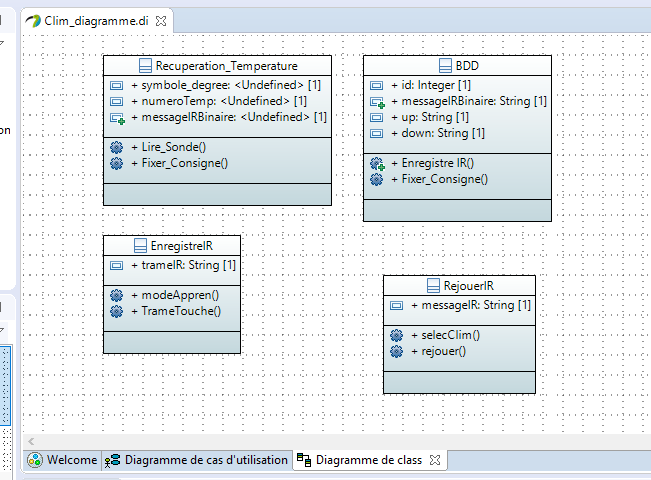 Clim_diagramme.di
on
Recuperation_Temperature
+ symbole_degree: <Undefined> [1]
+ numeroTemp: <Undefined> [1]
+ messageIRBinaire: <Undefined> [1]
+ Lire_Sonde()
+ Fixer_Consigne()
BDD
+ id: Integer [1]
+ messageIRBinaire: String [1]
+ up: String [1]
+ down: String [1]
+ Enregistre IR()
+ Fixer_Consigne()
EnregistreIR
+ trameIR: String [1]
+ modeAppren()
+ TrameTouche()
RejouerIR
+ messageIR: String [1]
+ selecClim()
+ rejouer()
Welcome
Diagramme de cas d'utilisation
Diagramme de class